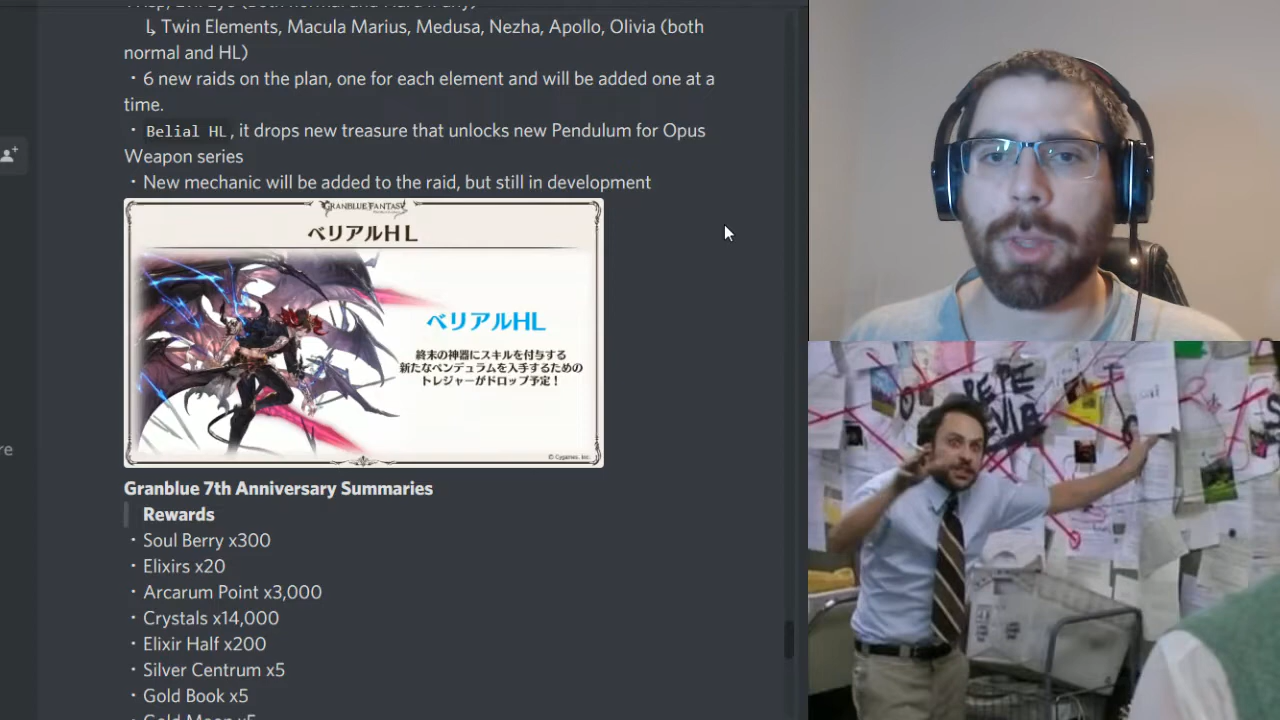 ↳ Twin Elements, Macula Marius, Medusa, Nezha, Apollo, Olivia (both
normal and HL)
・6 new raids on the plan, one for each element and will be added one at a
time.
・Belial HL, it drops new treasure that unlocks new Pendulum for Opus
Weapon series
・New mechanic will be added to the raid, but still in development
GRANBLUE FANTASY
ベリアルHL
ベリアルHL
終末の神器にスキルを付与する
新たなペンデュラムを入手するための
トレジャーがドロップ予定！
© Cygames, Inc.
Granblue 7th Anniversary Summaries
Rewards
・Soul Berry x300
・Elixirs x20
・Arcarum Point x3,000
・Crystals x14,000
・Elixir Half x200
・Silver Centrum x5
・Gold Book x5
re
PEPE
SILVIA